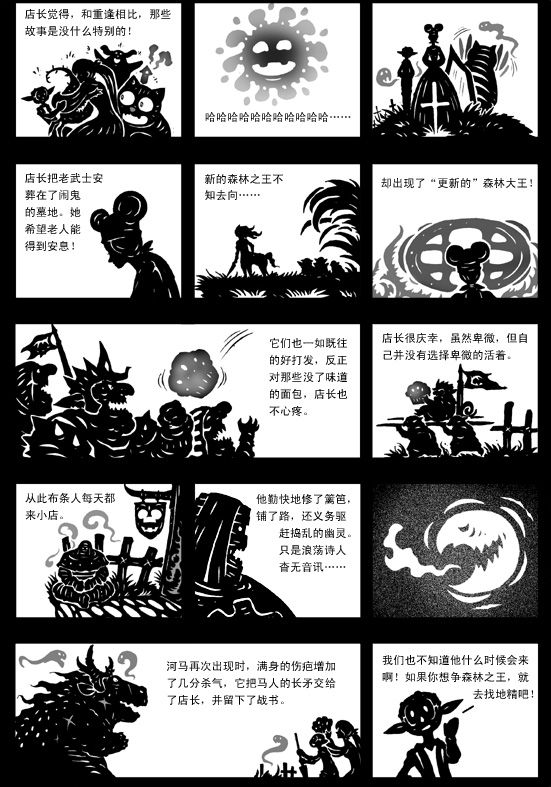 店长觉得，和重逢相比，那些
故事是没什么特别的！
哈哈哈哈哈哈哈哈哈哈哈……
店长把老武士安
葬在了闹鬼
的墓地。她
希望老人能
得到安息！
新的森林之王不
知去向……
却出现了“更新的”森林大王！
它们也一如既往
的好打发，反正
对那些没了味道
的面包，店长也
不心疼。
店长很庆幸，虽然卑微，但自
己并没有选择卑微的活着。
从此布条人每天都
来小店。
他勤快地修了篱笆，
铺了路，还义务驱
赶捣乱的幽灵。
只是浪荡诗人
杳无音讯……
河马再次出现时，满身的伤疤增加
了几分杀气，它把马人的长矛交给
了店长，并留下了战书。
我们也不知道他什么时候会来
啊！如果你想争森林之王，就
去找地精吧！